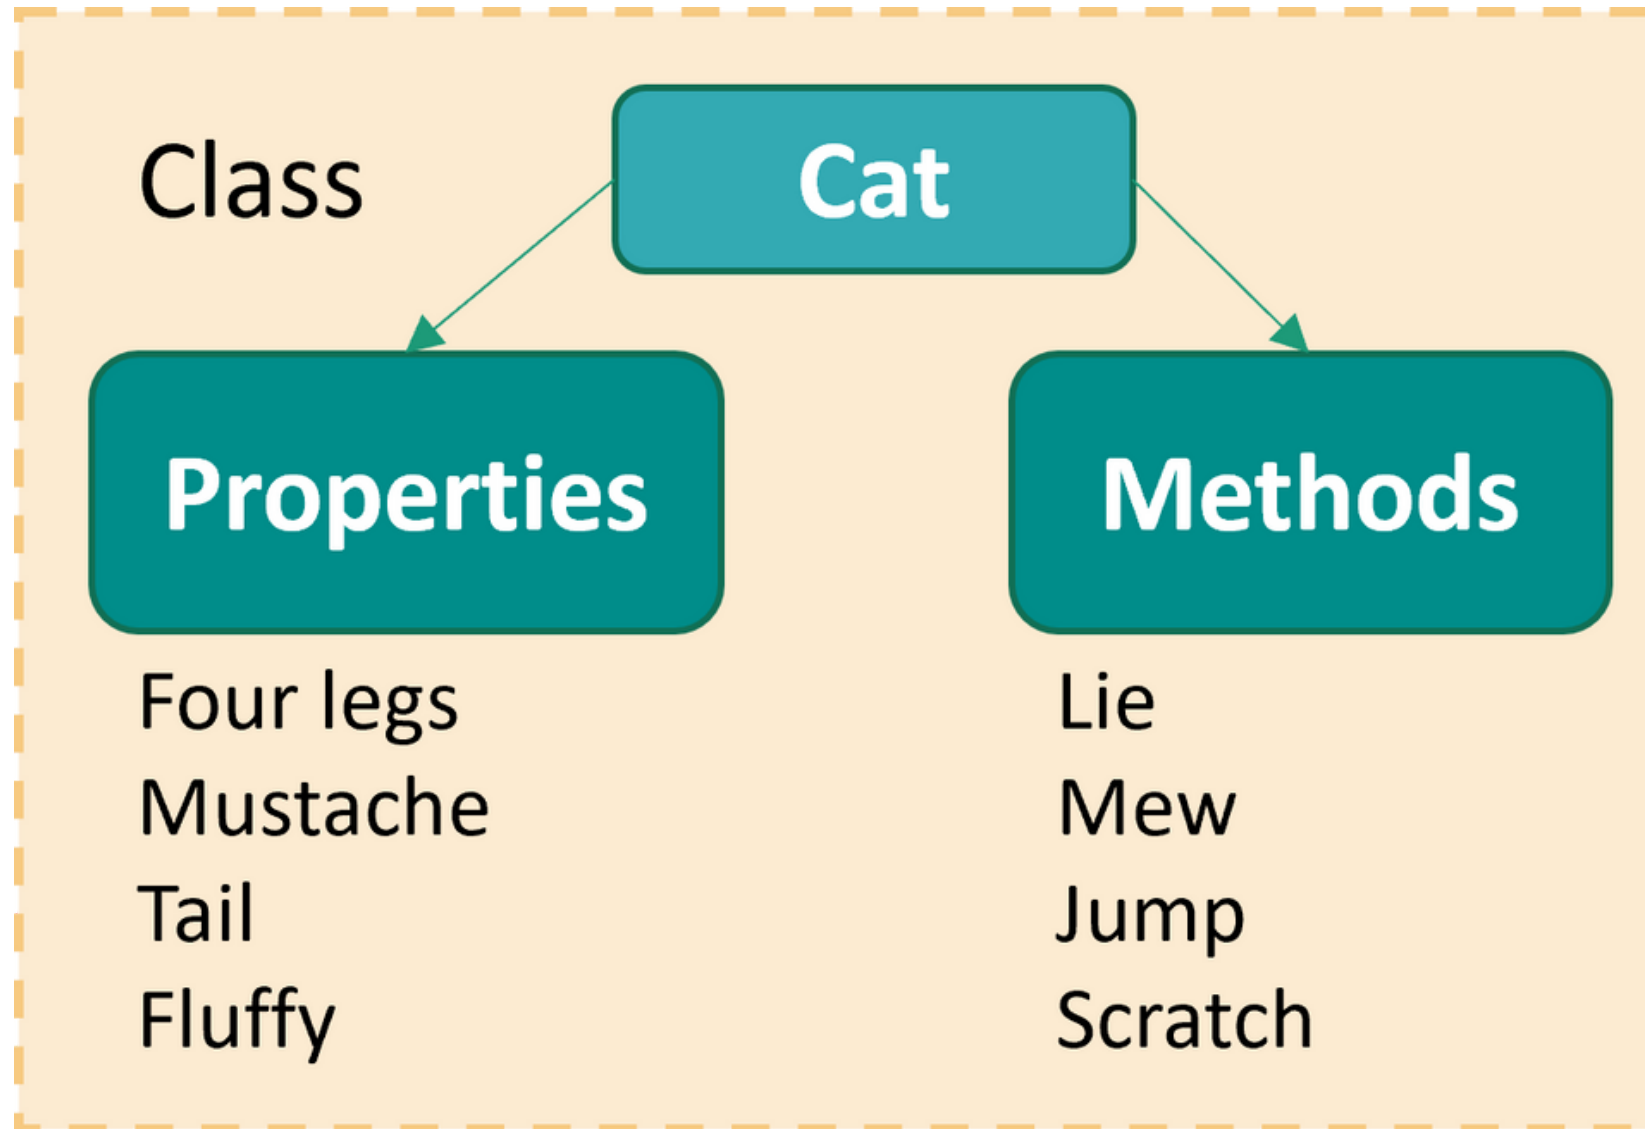 Class
Cat
Properties
Methods
Four legs
Mustache
Tail
Fluffy
Lie
Mew
Jump
Scratch